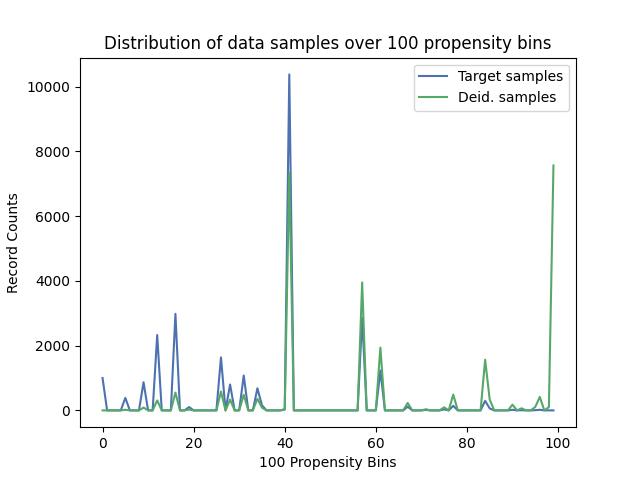 Distribution of data samples over 100 propensity bins
Target samples
Deid. samples
10000
8000
6000
4000
2000
0
Record Counts
0 20 40 60 80 100
100 Propensity Bins